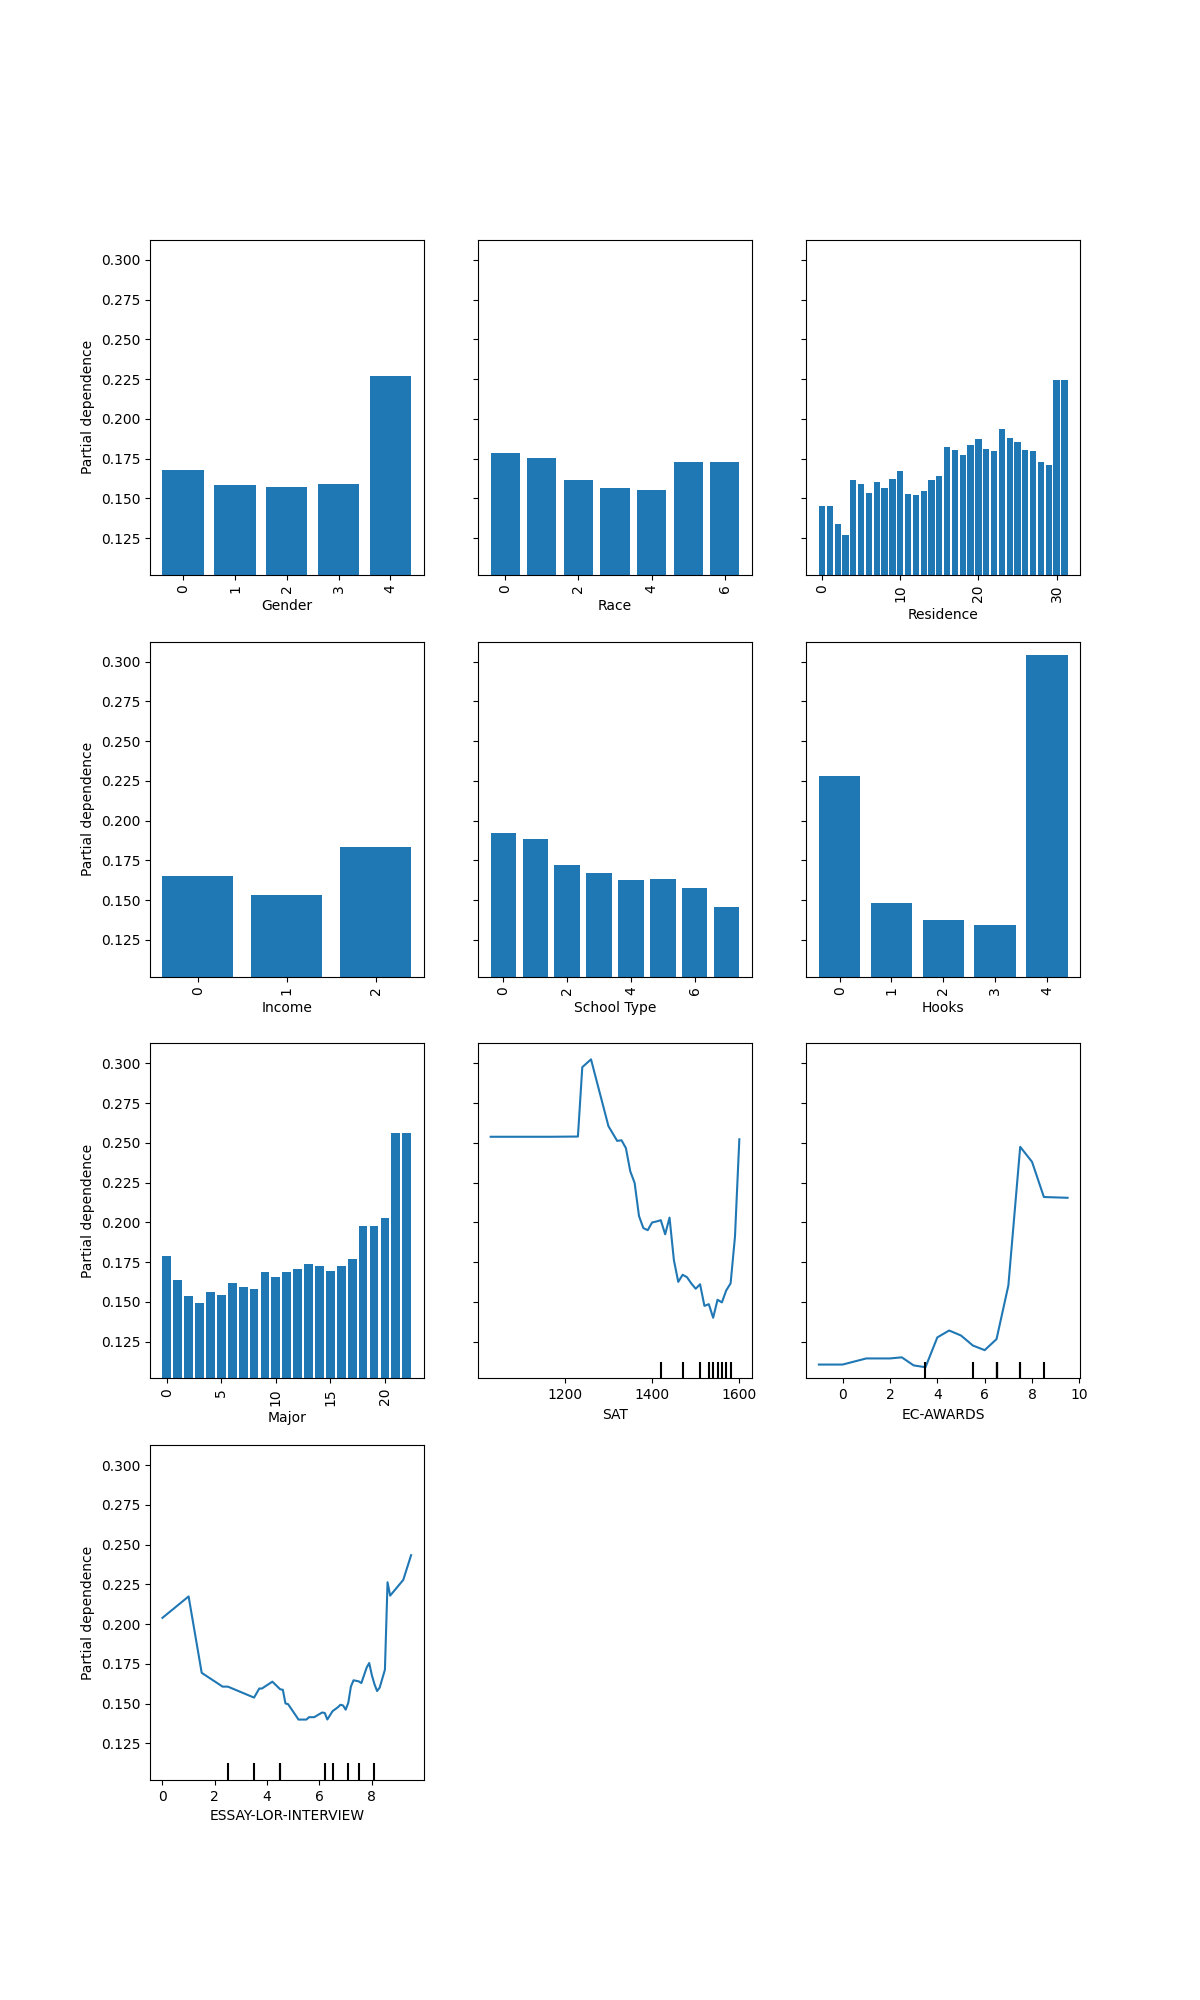 0.300
0.275
0.250
0.225
0.200
0.175
0.150
0.125
Partial dependence
0 1 2 3 4
Gender
0 2 4 6
Race
0 10 20 30
Residence
0.300
0.275
0.250
0.225
0.200
0.175
0.150
0.125
Partial dependence
0 1 2
Income
0 2 4 6
School Type
0 1 2 3 4
Hooks
0.300
0.275
0.250
0.225
0.200
0.175
0.150
0.125
Partial dependence
0 5 10 15 20
Major
1200 1400 1600
SAT
0 2 4 6 8 10
EC-AWARDS
0.300
0.275
0.250
0.225
0.200
0.175
0.150
0.125
Partial dependence
0 2 4 6 8
ESSAY-LOR-INTERVIEW